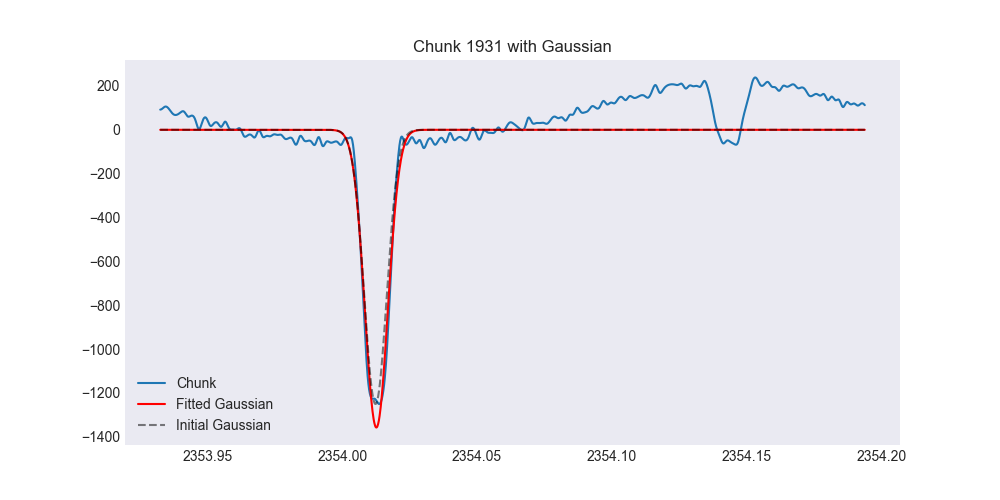 Chunk 1931 with Gaussian
200
0
−200
−400
−600
−800
−1000
−1200
−1400
Chunk
Fitted Gaussian
Initial Gaussian
2353.95 2354.00 2354.05 2354.10 2354.15 2354.20